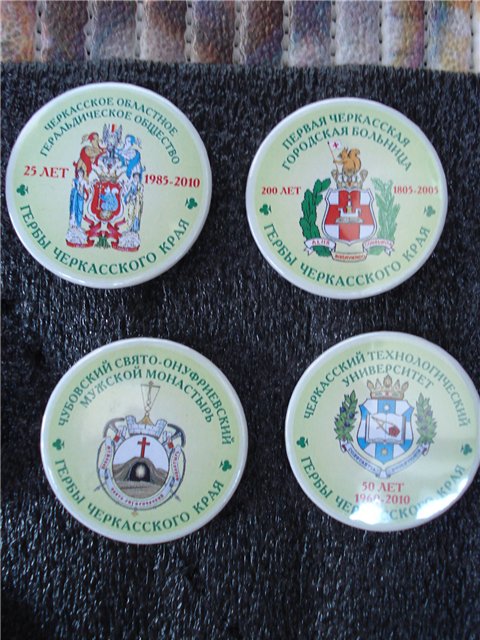 ЧЕРКАССКОЕ ОБЛАСТНОЕ
ГЕРАЛЬДИЧЕСКОЕ ОБЩЕСТВО
25 ЛЕТ 1985-2010
ГЕРБЫ ЧЕРКАССКОГО КРАЯ
ПЕРВАЯ ЧЕРКАССКАЯ
ГОРОДСКАЯ БОЛЬНИЦА
200 ЛЕТ 1805-2005
ГЕРБЫ ЧЕРКАССКОГО КРАЯ
ЧУБОВСКИЙ СВЯТО-ОНУФРИЕВСКИЙ
МУЖСКОЙ МОНАСТЫРЬ
ГЕРБЫ ЧЕРКАССКОГО КРАЯ
ЧЕРКАССКИЙ ТЕХНОЛОГИЧЕСКИЙ
УНИВЕРСИТЕТ
50 ЛЕТ
1960-2010
ГЕРБЫ ЧЕРКАССКОГО КРАЯ